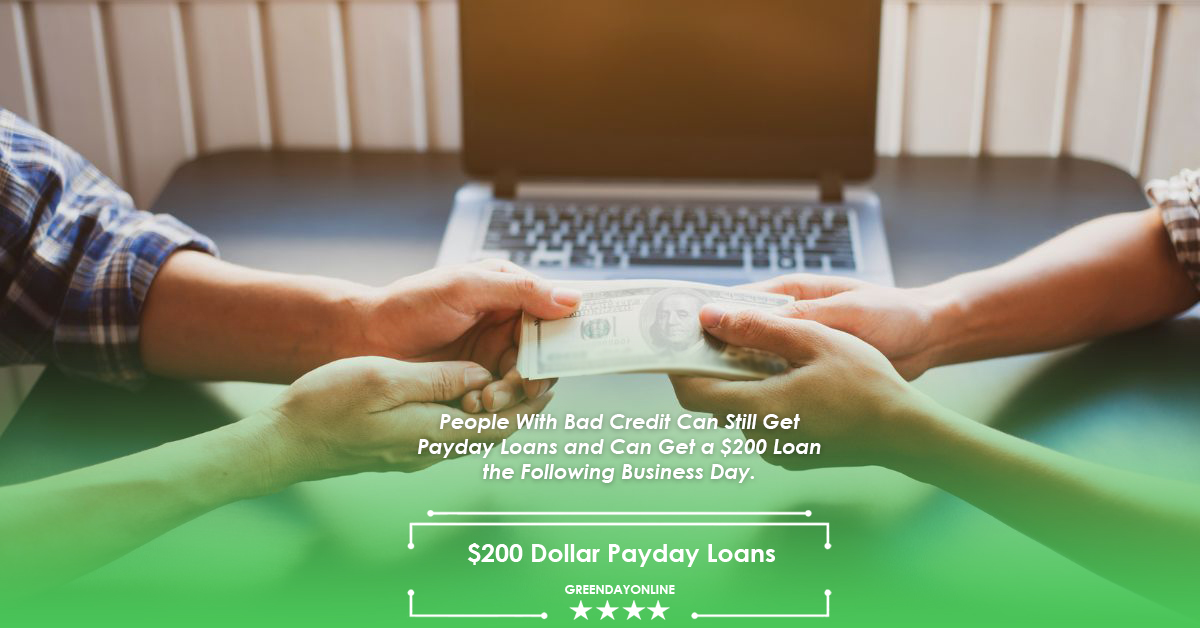 People With Bad Credit Can Still Get
Payday Loans and Can Get a $200 Loan
the Following Business Day.
$200 Dollar Payday Loans
GREENDAYONLINE